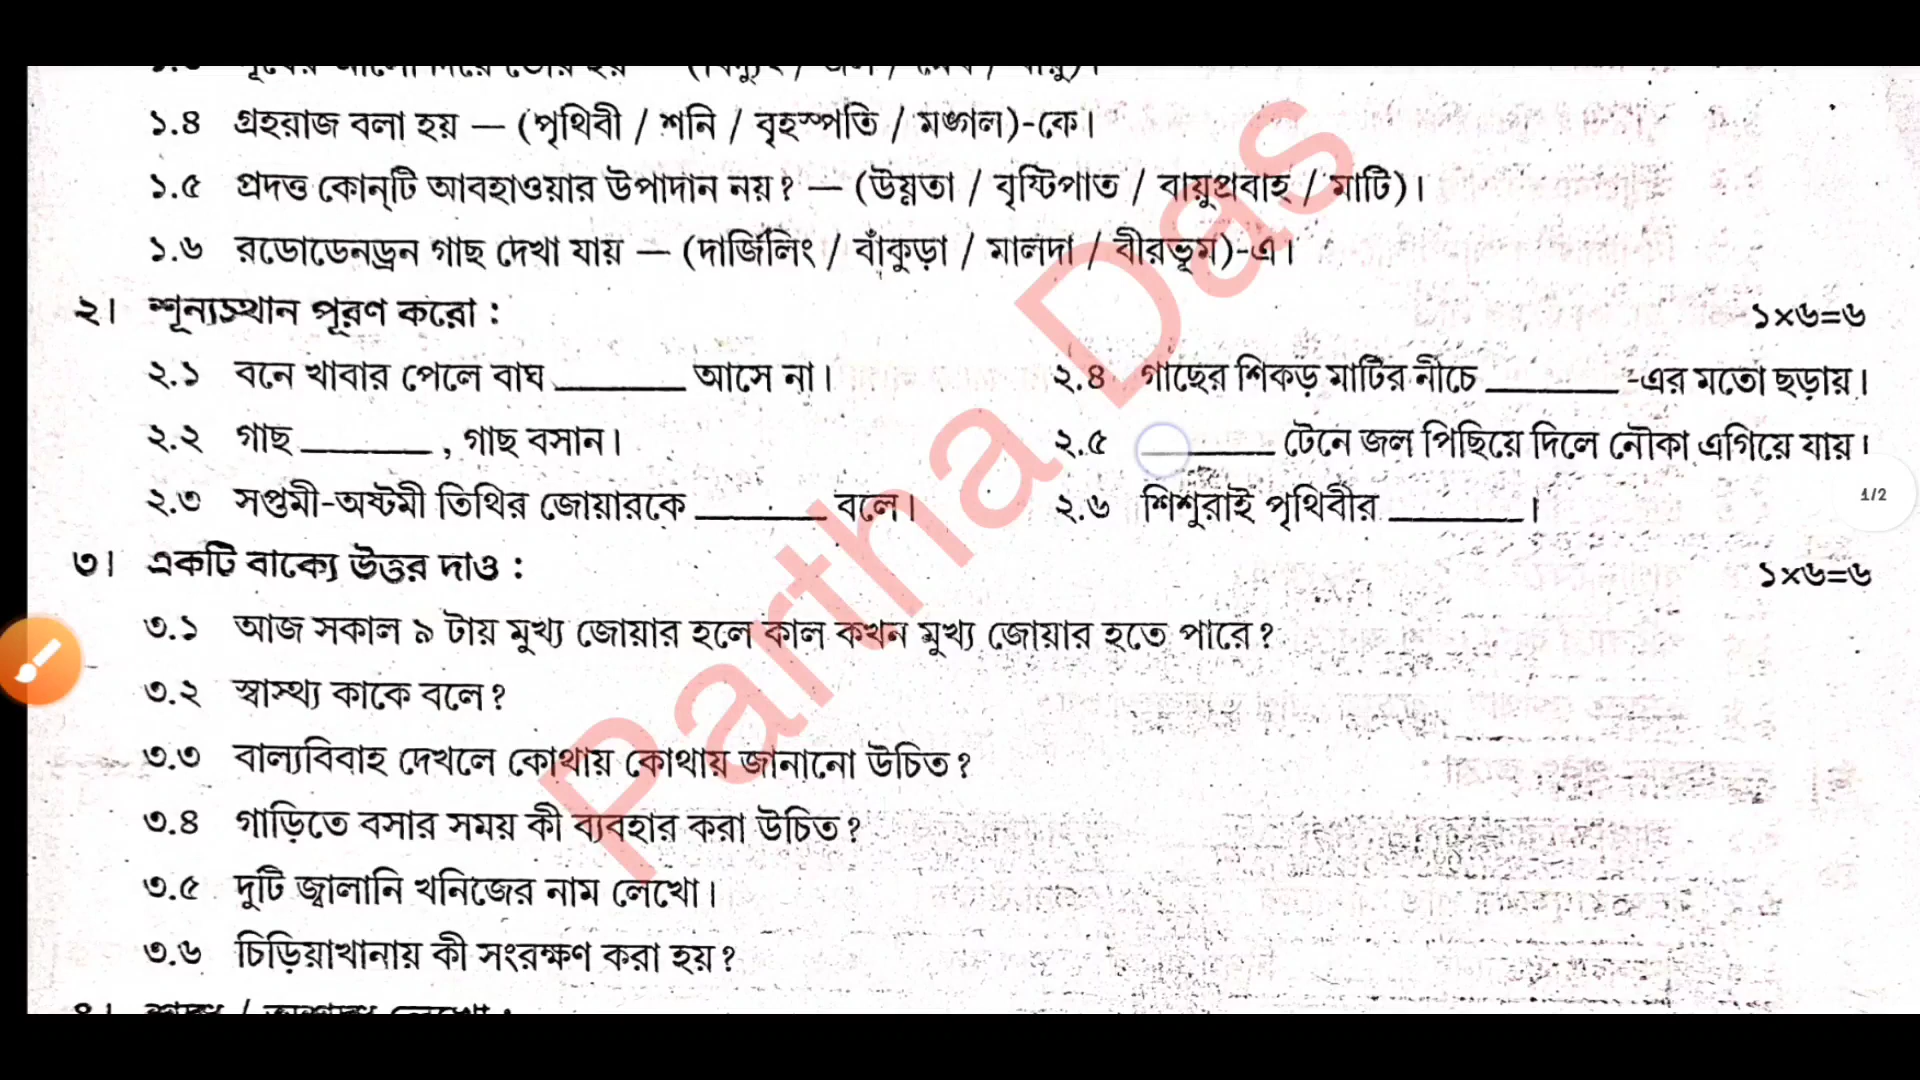 ১.৪ গ্রহরাজ বলা হয় — (পৃথিবী / শনি / বৃহস্পতি / মঙ্গল)-কে।
১.৫ প্রদত্ত কোন্‌টি আবহাওয়ার উপাদান নয়? — (উষ্ণতা / বৃষ্টিপাত / বায়ুপ্রবাহ / মাটি)।
১.৬ রডোডেনড্রন গাছ দেখা যায় — (দার্জিলিং / বাঁকুড়া / মালদা / বীরভূম)-এ।
২। শূন্যস্থান পূরণ করো : ১×৬=৬
২.১ বনে খাবার পেলে বাঘ ______ আসে না। ২.৪ গাছের শিকড় মাটির নীচে ______ -এর মতো ছড়ায়।
২.২ গাছ ______ , গাছ বসান। ২.৫ ______ টেনে জল পিছিয়ে দিলে নৌকা এগিয়ে যায়।
২.৩ সপ্তমী-অষ্টমী তিথির জোয়ারকে ______ বলে। ২.৬ শিশুরাই পৃথিবীর ______।
1/2
৩। একটি বাক্যে উত্তর দাও : ১×৬=৬
৩.১ আজ সকাল ৯ টায় মুখ্য জোয়ার হলে কাল কখন মুখ্য জোয়ার হতে পারে?
৩.২ স্বাস্থ্য কাকে বলে?
৩.৩ বাল্যবিবাহ দেখলে কোথায় কোথায় জানানো উচিত?
৩.৪ গাড়িতে বসার সময় কী ব্যবহার করা উচিত?
৩.৫ দুটি জ্বালানি খনিজের নাম লেখো।
৩.৬ চিড়িয়াখানায় কী সংরক্ষণ করা হয়?
Partha Das